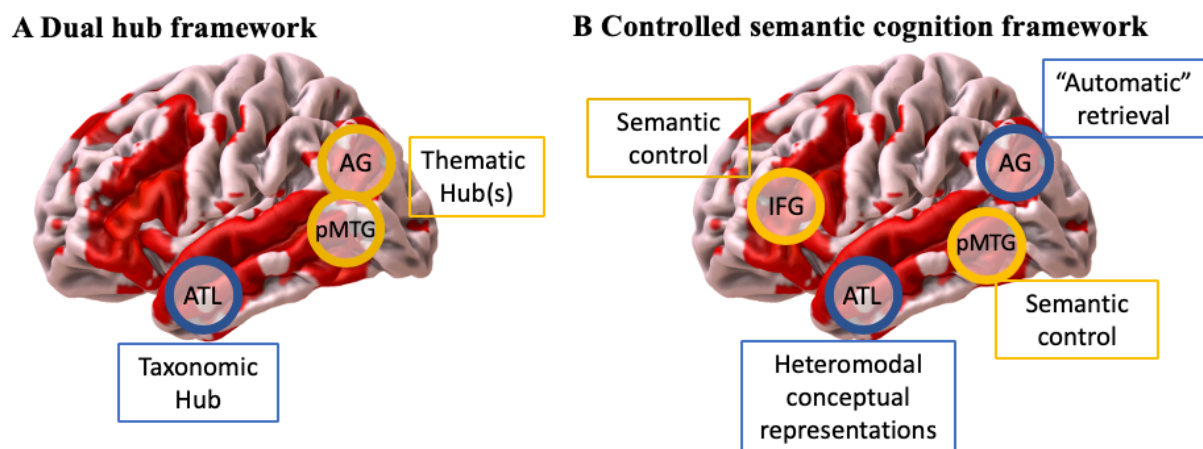 A Dual hub framework
AG
Thematic
Hub(s)
pMTG
ATL
Taxonomic
Hub
B Controlled semantic cognition framework
“Automatic”
retrieval
Semantic
control
AG
IFG
pMTG
ATL
Semantic
control
Heteromodal
conceptual
representations